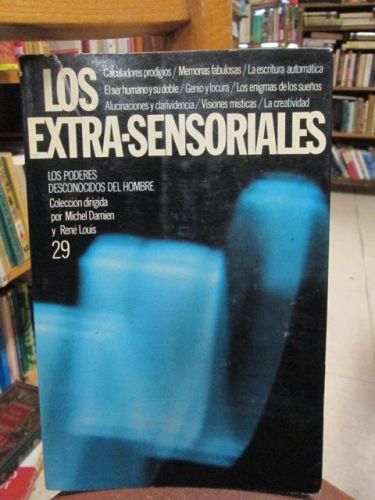 LOS
EXTRA-SENSORIALES
Calculadores prodigios / Memorias fabulosas / La escritura automática
El ser humano y su doble / Genio y locura / Los enigmas de los sueños
Alucinaciones y clarividencia / Visiones místicas / La creatividad
LOS PODERES
DESCONOCIDOS DEL HOMBRE
Colección dirigida
por Michel Damien
y René Louis
29